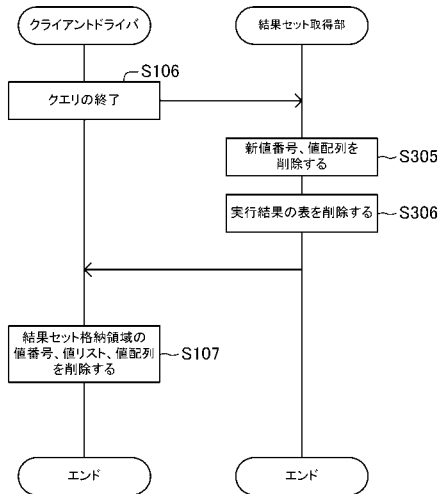 クライアントドライバ
結果セット取得部
S106
クエリの終了
新値番号、値配列を
削除する
S305
実行結果の表を削除する
S306
結果セット格納領域の
値番号、値リスト、値配列
を削除する
S107
エンド
エンド